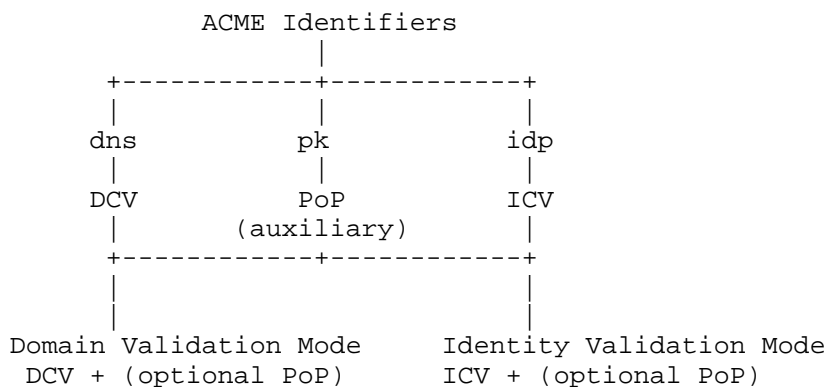 ACME Identifiers
|
+------------+------------+
| | |
dns pk idp
| | |
DCV PoP ICV
| (auxiliary) |
+------------+------------+
| |
| |
Domain Validation Mode Identity Validation Mode
DCV + (optional PoP) ICV + (optional PoP)